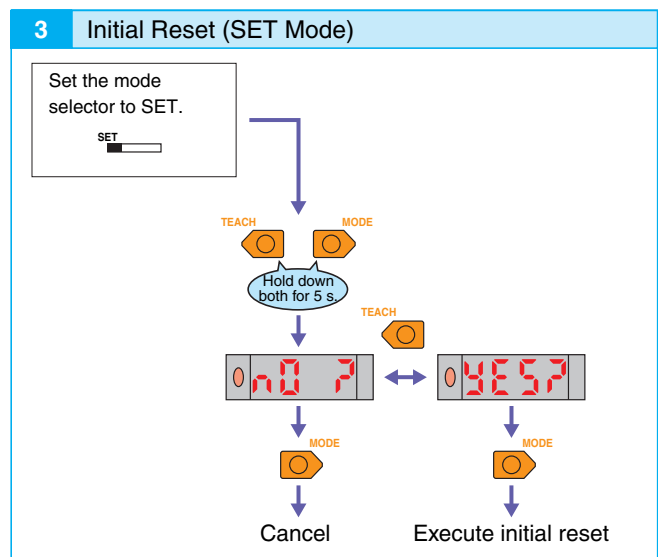 3 Initial Reset (SET Mode)
Set the mode
selector to SET.
SET
TEACH MODE
Hold down
both for 5 s.
TEACH
nO ? YES?
MODE MODE
Cancel Execute initial reset